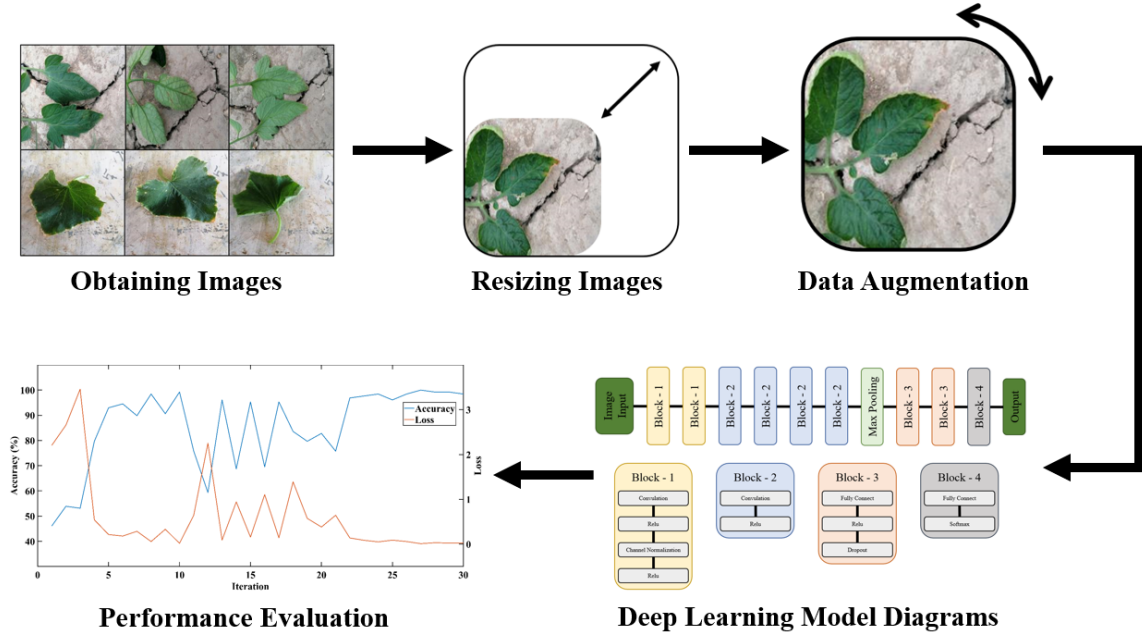 Obtaining Images
Resizing Images
Data Augmentation
Image Input
Block - 1
Block - 1
Block - 2
Block - 2
Block - 2
Block - 2
Max Pooling
Block - 3
Block - 3
Block - 4
Output
Block - 1
Convulation
Relu
Channel Normalization
Relu
Block - 2
Convulation
Relu
Block - 3
Fully Connect
Relu
Dropout
Block - 4
Fully Connect
Softmax
Deep Learning Model Diagrams
Accuracy (%)
100
90
80
70
60
50
40
Accuracy
Loss
3
2
1
0
Loss
0
5
10
15
20
25
30
Iteration
Performance Evaluation